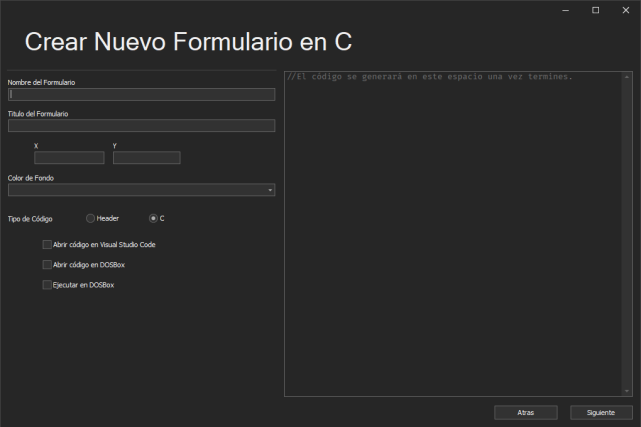 Crear Nuevo Formulario en C
Nombre del Formulario
Titulo del Formulario
X Y
Color de Fondo
Tipo de Código Header C
Abrir código en Visual Studio Code
Abrir código en DOSBox
Ejecutar en DOSBox
//El código se generará en este espacio una vez termines.
Atras Siguiente